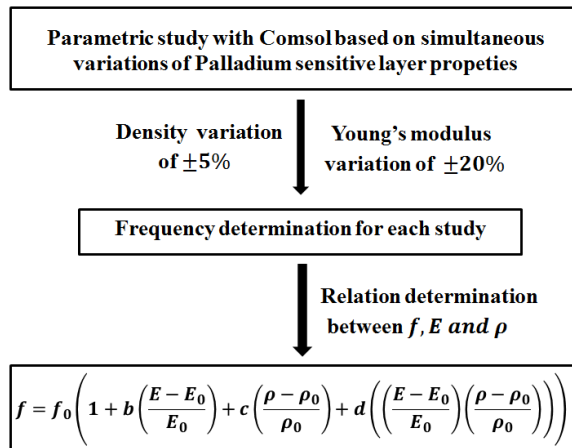 Parametric study with Comsol based on simultaneous
variations of Palladium sensitive layer propeties
Density variation
of ±5%
Young's modulus
variation of ±20%
Frequency determination for each study
Relation determination
between f, E and ρ
f = f₀(1 + b((E − E₀)/E₀) + c((ρ − ρ₀)/ρ₀) + d(((E − E₀)/E₀)((ρ − ρ₀)/ρ₀)))